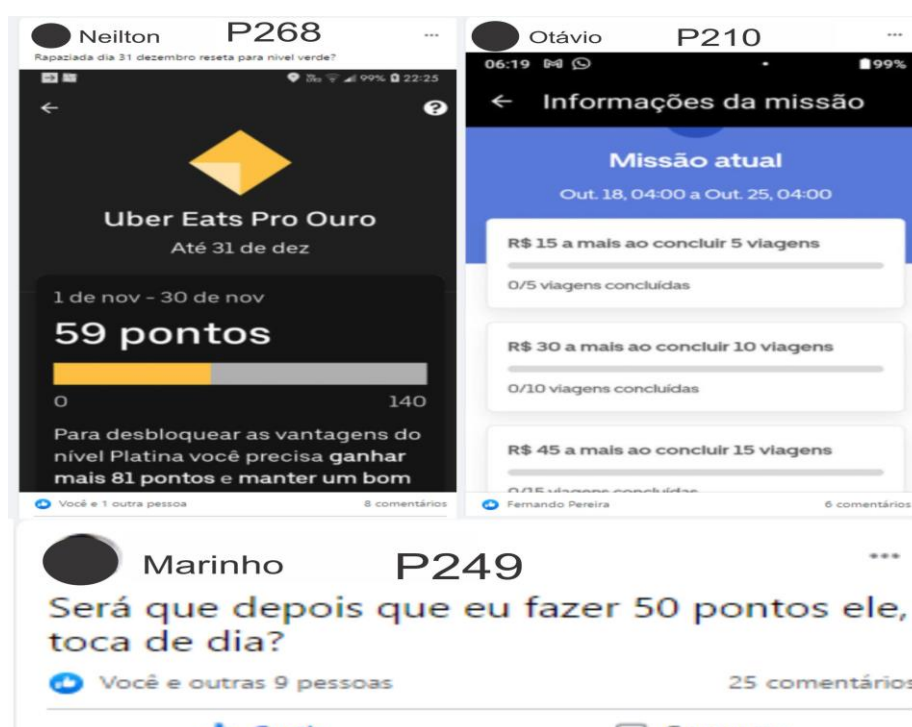 Neilton P268
Rapaziada dia 31 dezembro reseta para nivel verde?
99% 22:25
Uber Eats Pro Ouro
Até 31 de dez
1 de nov - 30 de nov
59 pontos
0 140
Para desbloquear as vantagens do
nível Platina você precisa ganhar
mais 81 pontos e manter um bom
Você e 1 outra pessoa 8 comentários
Otávio P210
06:19 99%
Informações da missão
Missão atual
Out. 18, 04:00 a Out. 25, 04:00
R$ 15 a mais ao concluir 5 viagens
0/5 viagens concluídas
R$ 30 a mais ao concluir 10 viagens
0/10 viagens concluídas
R$ 45 a mais ao concluir 15 viagens
0/15 viagens concluídas
Fernando Pereira 6 comentários
Marinho P249
Será que depois que eu fazer 50 pontos ele,
toca de dia?
Você e outras 9 pessoas 25 comentários